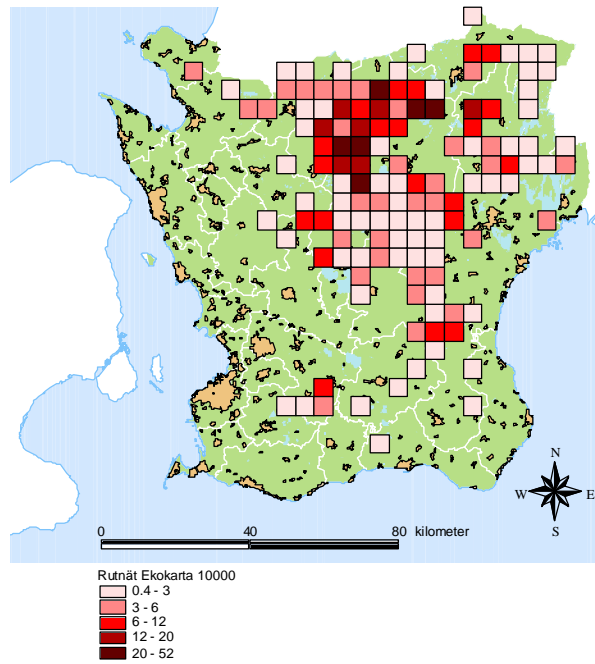 N
W E
S
0 40 80 kilometer
Rutnät Ekokarta 10000
0.4 - 3
3 - 6
6 - 12
12 - 20
20 - 52